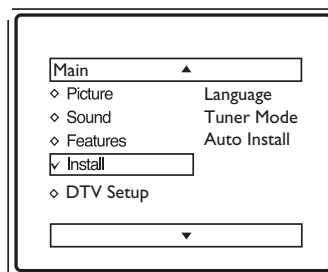 Main ▲
◇ Picture Language
◇ Sound Tuner Mode
◇ Features Auto Install
✓ Install
◇ DTV Setup
▼